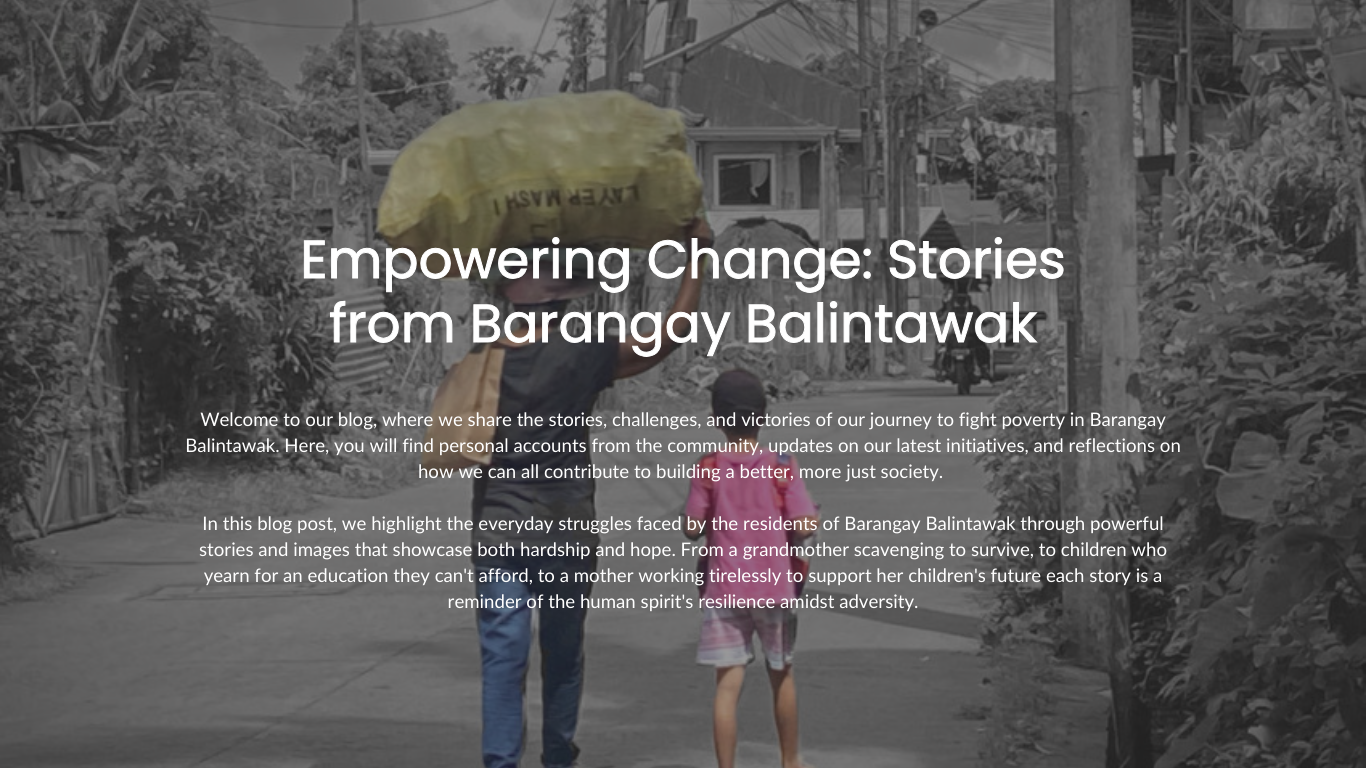 LAYER MASH 1
Empowering Change: Stories
from Barangay Balintawak
Welcome to our blog, where we share the stories, challenges, and victories of our journey to fight poverty in Barangay
Balintawak. Here, you will find personal accounts from the community, updates on our latest initiatives, and reflections on
how we can all contribute to building a better, more just society.
In this blog post, we highlight the everyday struggles faced by the residents of Barangay Balintawak through powerful
stories and images that showcase both hardship and hope. From a grandmother scavenging to survive, to children who
yearn for an education they can't afford, to a mother working tirelessly to support her children's future each story is a
reminder of the human spirit's resilience amidst adversity.